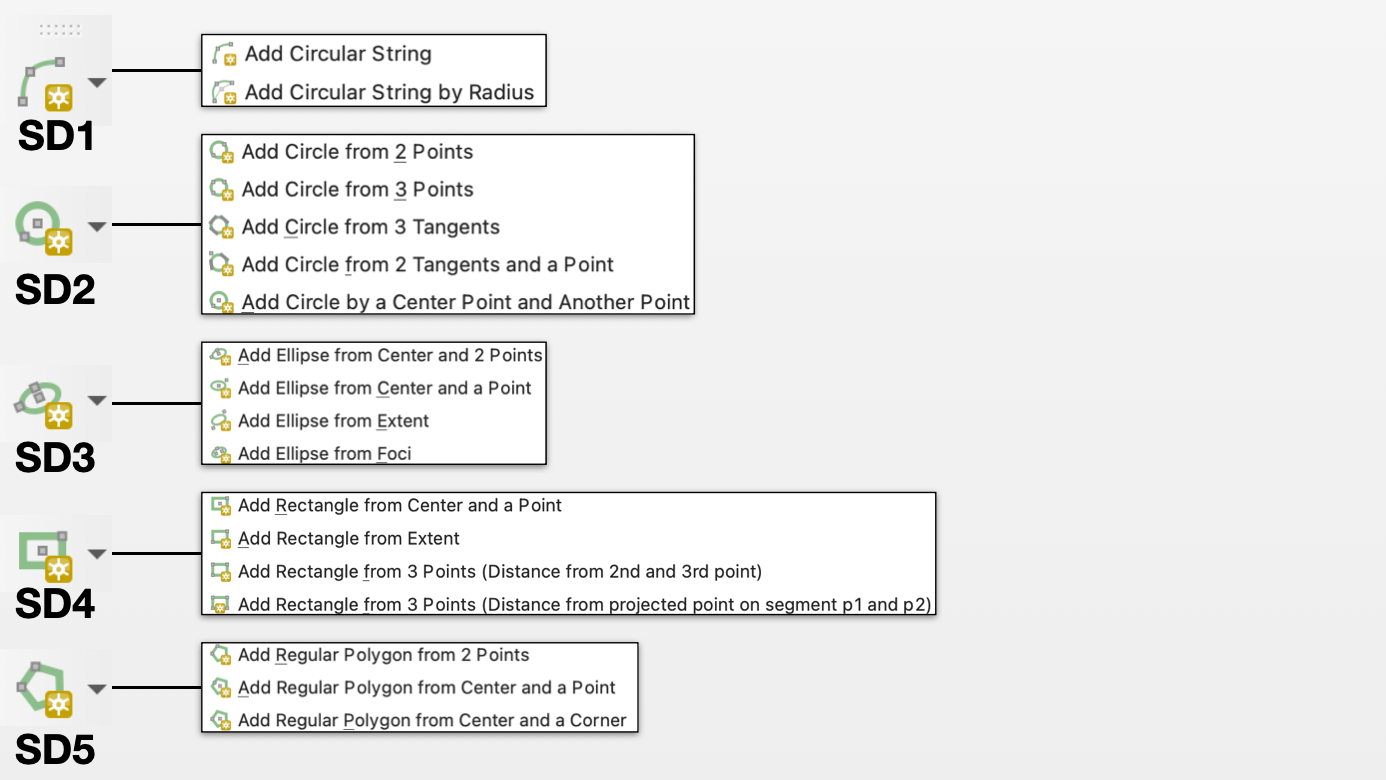 SD1
Add Circular String
Add Circular String by Radius
SD2
Add Circle from 2 Points
Add Circle from 3 Points
Add Circle from 3 Tangents
Add Circle from 2 Tangents and a Point
Add Circle by a Center Point and Another Point
SD3
Add Ellipse from Center and 2 Points
Add Ellipse from Center and a Point
Add Ellipse from Extent
Add Ellipse from Foci
SD4
Add Rectangle from Center and a Point
Add Rectangle from Extent
Add Rectangle from 3 Points (Distance from 2nd and 3rd point)
Add Rectangle from 3 Points (Distance from projected point on segment p1 and p2)
SD5
Add Regular Polygon from 2 Points
Add Regular Polygon from Center and a Point
Add Regular Polygon from Center and a Corner